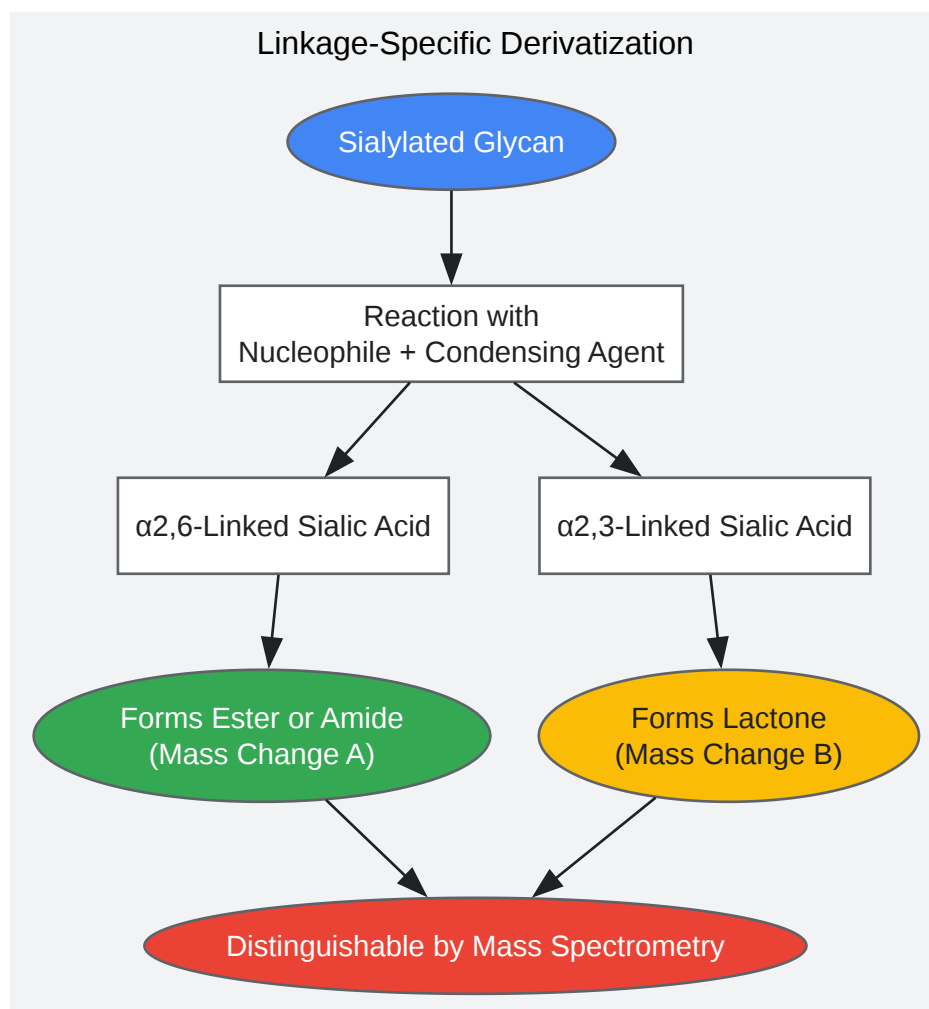 Linkage-Specific Derivatization
Sialylated Glycan
Reaction with
Nucleophile + Condensing Agent
α2,6-Linked Sialic Acid
α2,3-Linked Sialic Acid
Forms Ester or Amide
(Mass Change A)
Forms Lactone
(Mass Change B)
Distinguishable by Mass Spectrometry